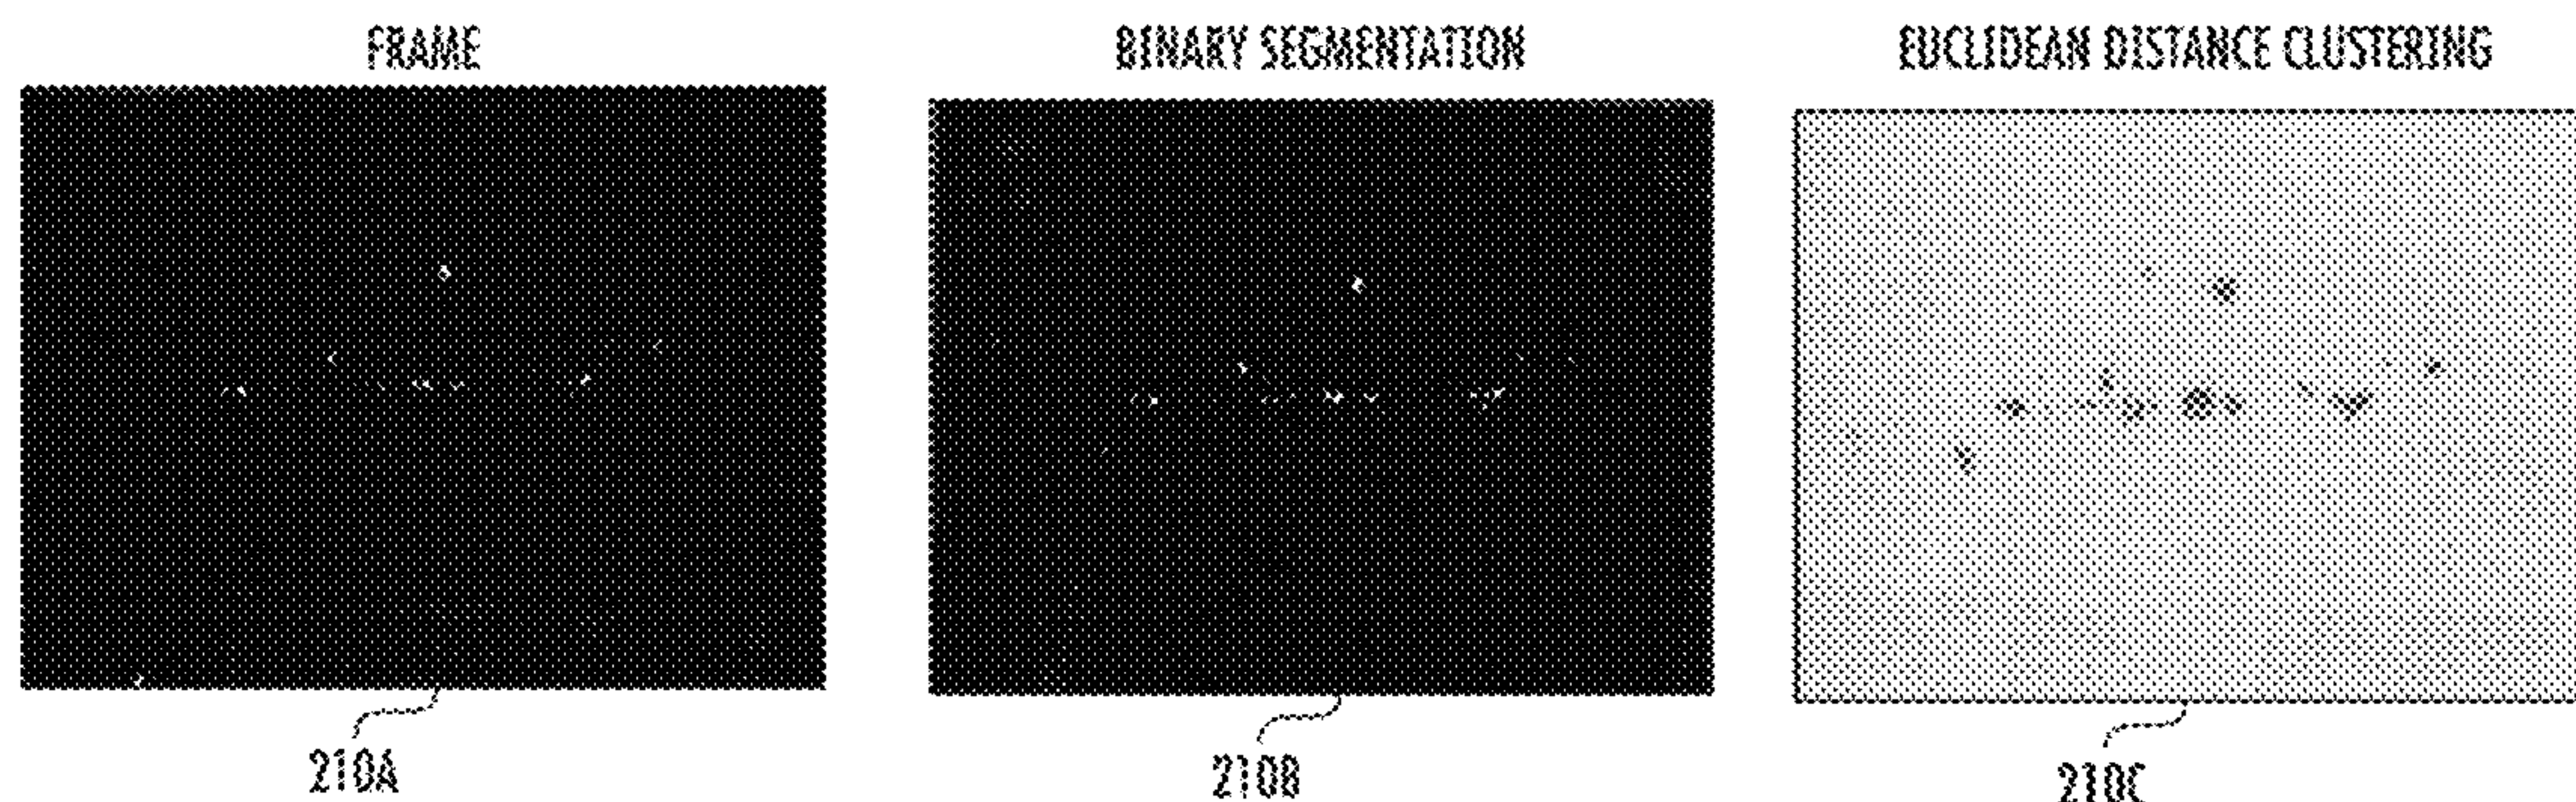 FRAME
BINARY SEGMENTATION
EUCLIDEAN DISTANCE CLUSTERING
210A
210B
210C